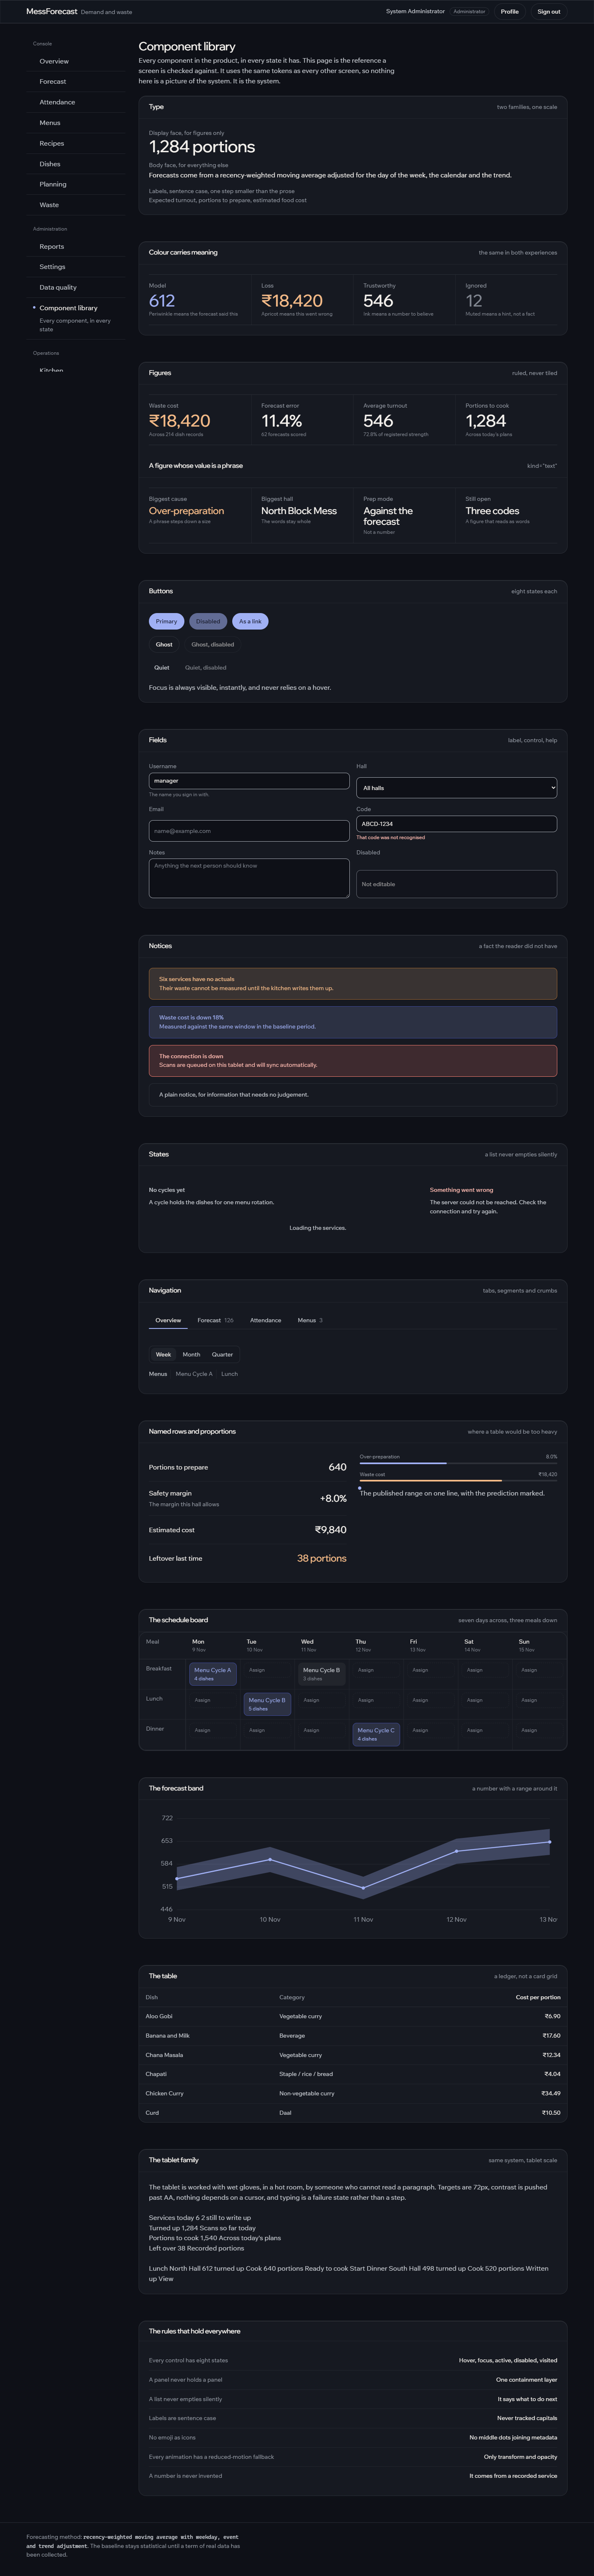 MessForecast Demand and waste
System Administrator Administrator Profile Sign out
Console
Overview
Forecast
Attendance
Menus
Recipes
Dishes
Planning
Waste
Administration
Reports
Settings
Data quality
Component library
Every component, in every
state
Operations
Kitchen
Component library
Every component in the product, in every state it has. This page is the reference a
screen is checked against. It uses the same tokens as every other screen, so nothing
here is a picture of the system. It is the system.
Type two families, one scale
Display face, for figures only
1,284 portions
Body face, for everything else
Forecasts come from a recency-weighted moving average adjusted for the day of the week, the calendar and the trend.
Labels, sentence case, one step smaller than the prose
Expected turnout, portions to prepare, estimated food cost
Colour carries meaning the same in both experiences
Model Loss Trustworthy Ignored
612 ₹18,420 546 12
Periwinkle means the forecast said this Apricot means this went wrong Ink means a number to believe Muted means a hint, not a fact
Figures ruled, never tiled
Waste cost Forecast error Average turnout Portions to cook
₹18,420 11.4% 546 1,284
Across 214 dish records 62 forecasts scored 72.8% of registered strength Across today's plans
A figure whose value is a phrase kind="text"
Biggest cause Biggest hall Prep mode Still open
Over-preparation North Block Mess Against the Three codes
forecast
A phrase steps down a size The words stay whole Not a number A figure that reads as words
Buttons eight states each
Primary Disabled As a link
Ghost Ghost, disabled
Quiet Quiet, disabled
Focus is always visible, instantly, and never relies on a hover.
Fields label, control, help
Username Hall
manager All halls
The name you sign in with.
Email Code
name@example.com ABCD-1234
That code was not recognised
Notes Disabled
Anything the next person should know
Not editable
Notices a fact the reader did not have
Six services have no actuals
Their waste cannot be measured until the kitchen writes them up.
Waste cost is down 18%
Measured against the same window in the baseline period.
The connection is down
Scans are queued on this tablet and will sync automatically.
A plain notice, for information that needs no judgement.
States a list never empties silently
No cycles yet Something went wrong
A cycle holds the dishes for one menu rotation. The server could not be reached. Check the
connection and try again.
Loading the services.
Navigation tabs, segments and crumbs
Overview Forecast 126 Attendance Menus 3
Week Month Quarter
Menus Menu Cycle A Lunch
Named rows and proportions where a table would be too heavy
Portions to prepare 640
Over-preparation 8.0%
Waste cost ₹18,420
The published range on one line, with the prediction marked.
Safety margin +8.0%
The margin this hall allows
Estimated cost ₹9,840
Leftover last time 38 portions
The schedule board seven days across, three meals down
Meal Mon Tue Wed Thu Fri Sat Sun
9 Nov 10 Nov 11 Nov 12 Nov 13 Nov 14 Nov 15 Nov
Breakfast Menu Cycle A Assign Menu Cycle B Assign Assign Assign Assign
4 dishes 3 dishes
Lunch Assign Menu Cycle B Assign Assign Assign Assign Assign
5 dishes
Dinner Assign Assign Assign Menu Cycle C Assign Assign Assign
4 dishes
The forecast band a number with a range around it
722
653
584
515
446
9 Nov 10 Nov 11 Nov 12 Nov 13 No
The table a ledger, not a card grid
Dish Category Cost per portion
Aloo Gobi Vegetable curry ₹6.90
Banana and Milk Beverage ₹17.60
Chana Masala Vegetable curry ₹12.34
Chapati Staple / rice / bread ₹4.04
Chicken Curry Non-vegetable curry ₹34.49
Curd Daal ₹10.50
The tablet family same system, tablet scale
The tablet is worked with wet gloves, in a hot room, by someone who cannot read a paragraph. Targets are 72px, contrast is pushed
past AA, nothing depends on a cursor, and typing is a failure state rather than a step.
Services today 6 2 still to write up
Turned up 1,284 Scans so far today
Portions to cook 1,540 Across today's plans
Left over 38 Recorded portions
Lunch North Hall 612 turned up Cook 640 portions Ready to cook Start Dinner South Hall 498 turned up Cook 520 portions Written
up View
The rules that hold everywhere
Every control has eight states Hover, focus, active, disabled, visited
A panel never holds a panel One containment layer
A list never empties silently It says what to do next
Labels are sentence case Never tracked capitals
No emoji as icons No middle dots joining metadata
Every animation has a reduced-motion fallback Only transform and opacity
A number is never invented It comes from a recorded service
Forecasting method: recency-weighted moving average with weekday, event
and trend adjustment. The baseline stays statistical until a term of real data has
been collected.